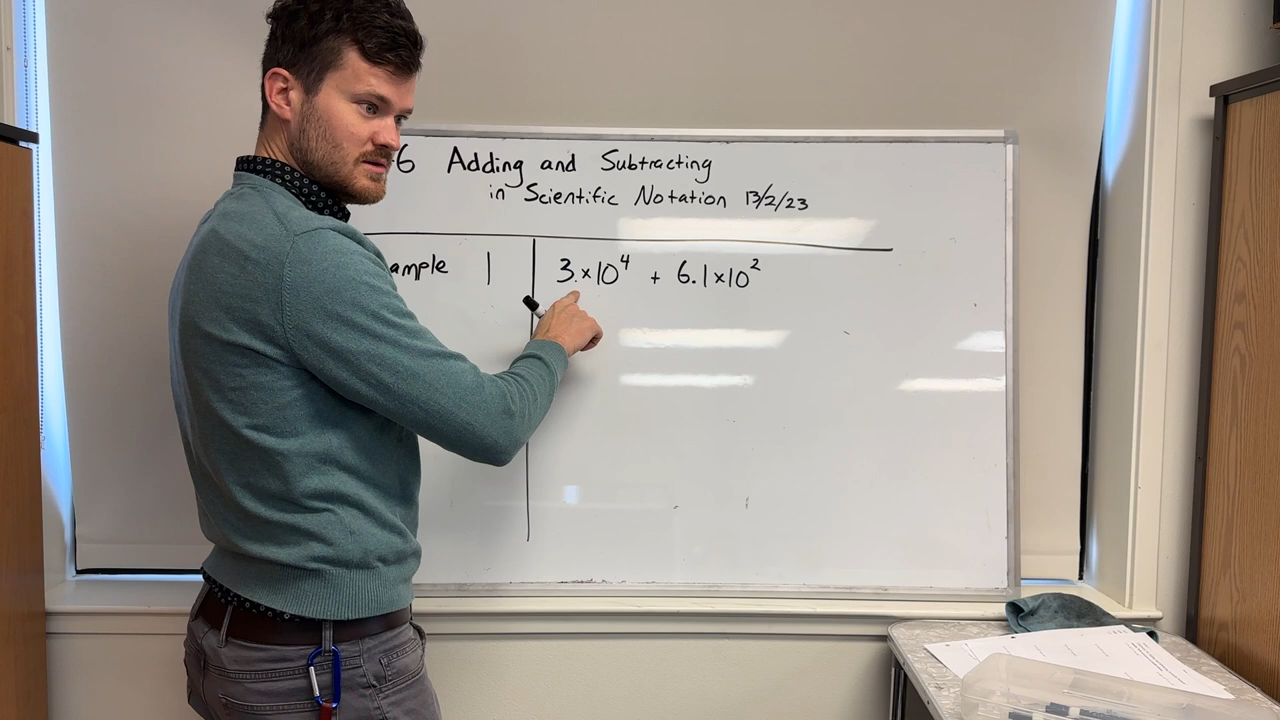 6 Adding and Subtracting
in Scientific Notation 13/2/23
ample 1 3.×10⁴ + 6.1×10²